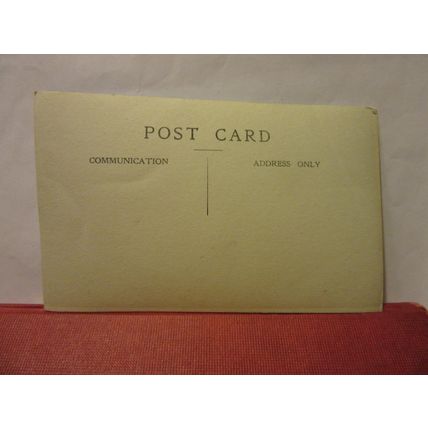 POST CARD
COMMUNICATION
ADDRESS ONLY